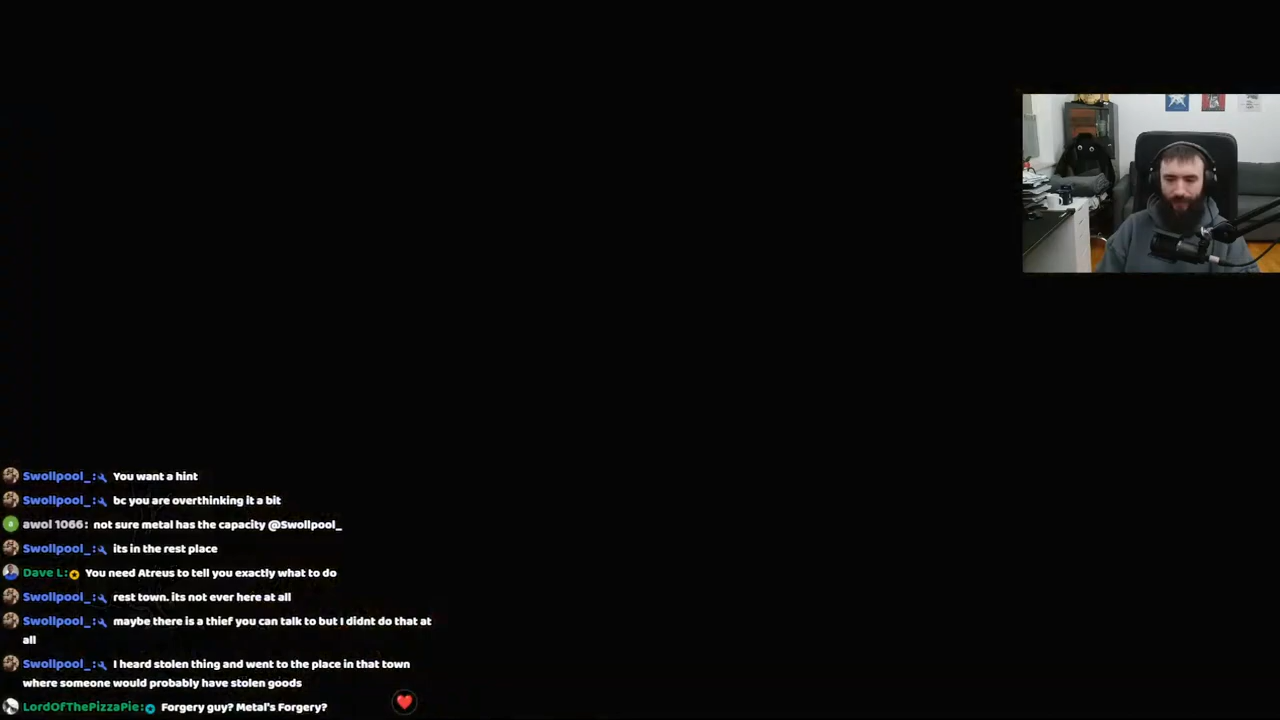 Swollpool_: You want a hint
Swollpool_: bc you are overthinking it a bit
awol 1066: not sure metal has the capacity @Swollpool_
Swollpool_: its in the rest place
Dave L: You need Atreus to tell you exactly what to do
Swollpool_: rest town. its not ever here at all
Swollpool_: maybe there is a thief you can talk to but I didnt do that at
all
Swollpool_: I heard stolen thing and went to the place in that town
where someone would probably have stolen goods
LordOfThePizzaPie: Forgery guy? Metal's Forgery?